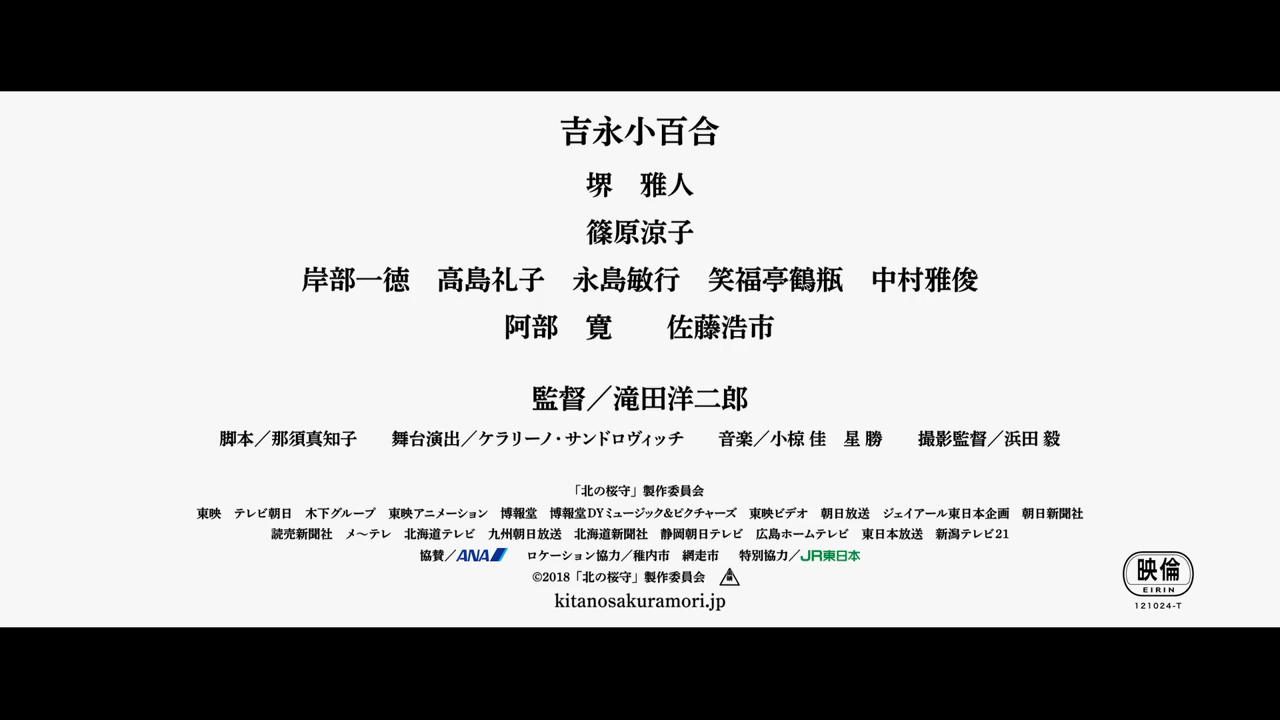 吉永小百合
堺　雅人
篠原涼子
岸部一徳　高島礼子　永島敏行　笑福亭鶴瓶　中村雅俊
阿部　寛　　佐藤浩市
監督／滝田洋二郎
脚本／那須真知子　　舞台演出／ケラリーノ・サンドロヴィッチ　　音楽／小椋 佳　星 勝　　撮影監督／浜田 毅
「北の桜守」製作委員会
東映　テレビ朝日　木下グループ　東映アニメーション　博報堂　博報堂DYミュージック&ピクチャーズ　東映ビデオ　朝日放送　ジェイアール東日本企画　朝日新聞社
読売新聞社　メ〜テレ　北海道テレビ　九州朝日放送　北海道新聞社　静岡朝日テレビ　広島ホームテレビ　東日本放送　新潟テレビ21
協賛／ANA　ロケーション協力／稚内市　網走市　特別協力／JR東日本
©2018「北の桜守」製作委員会
kitanosakuramori.jp
映倫
EIRIN
121024-T